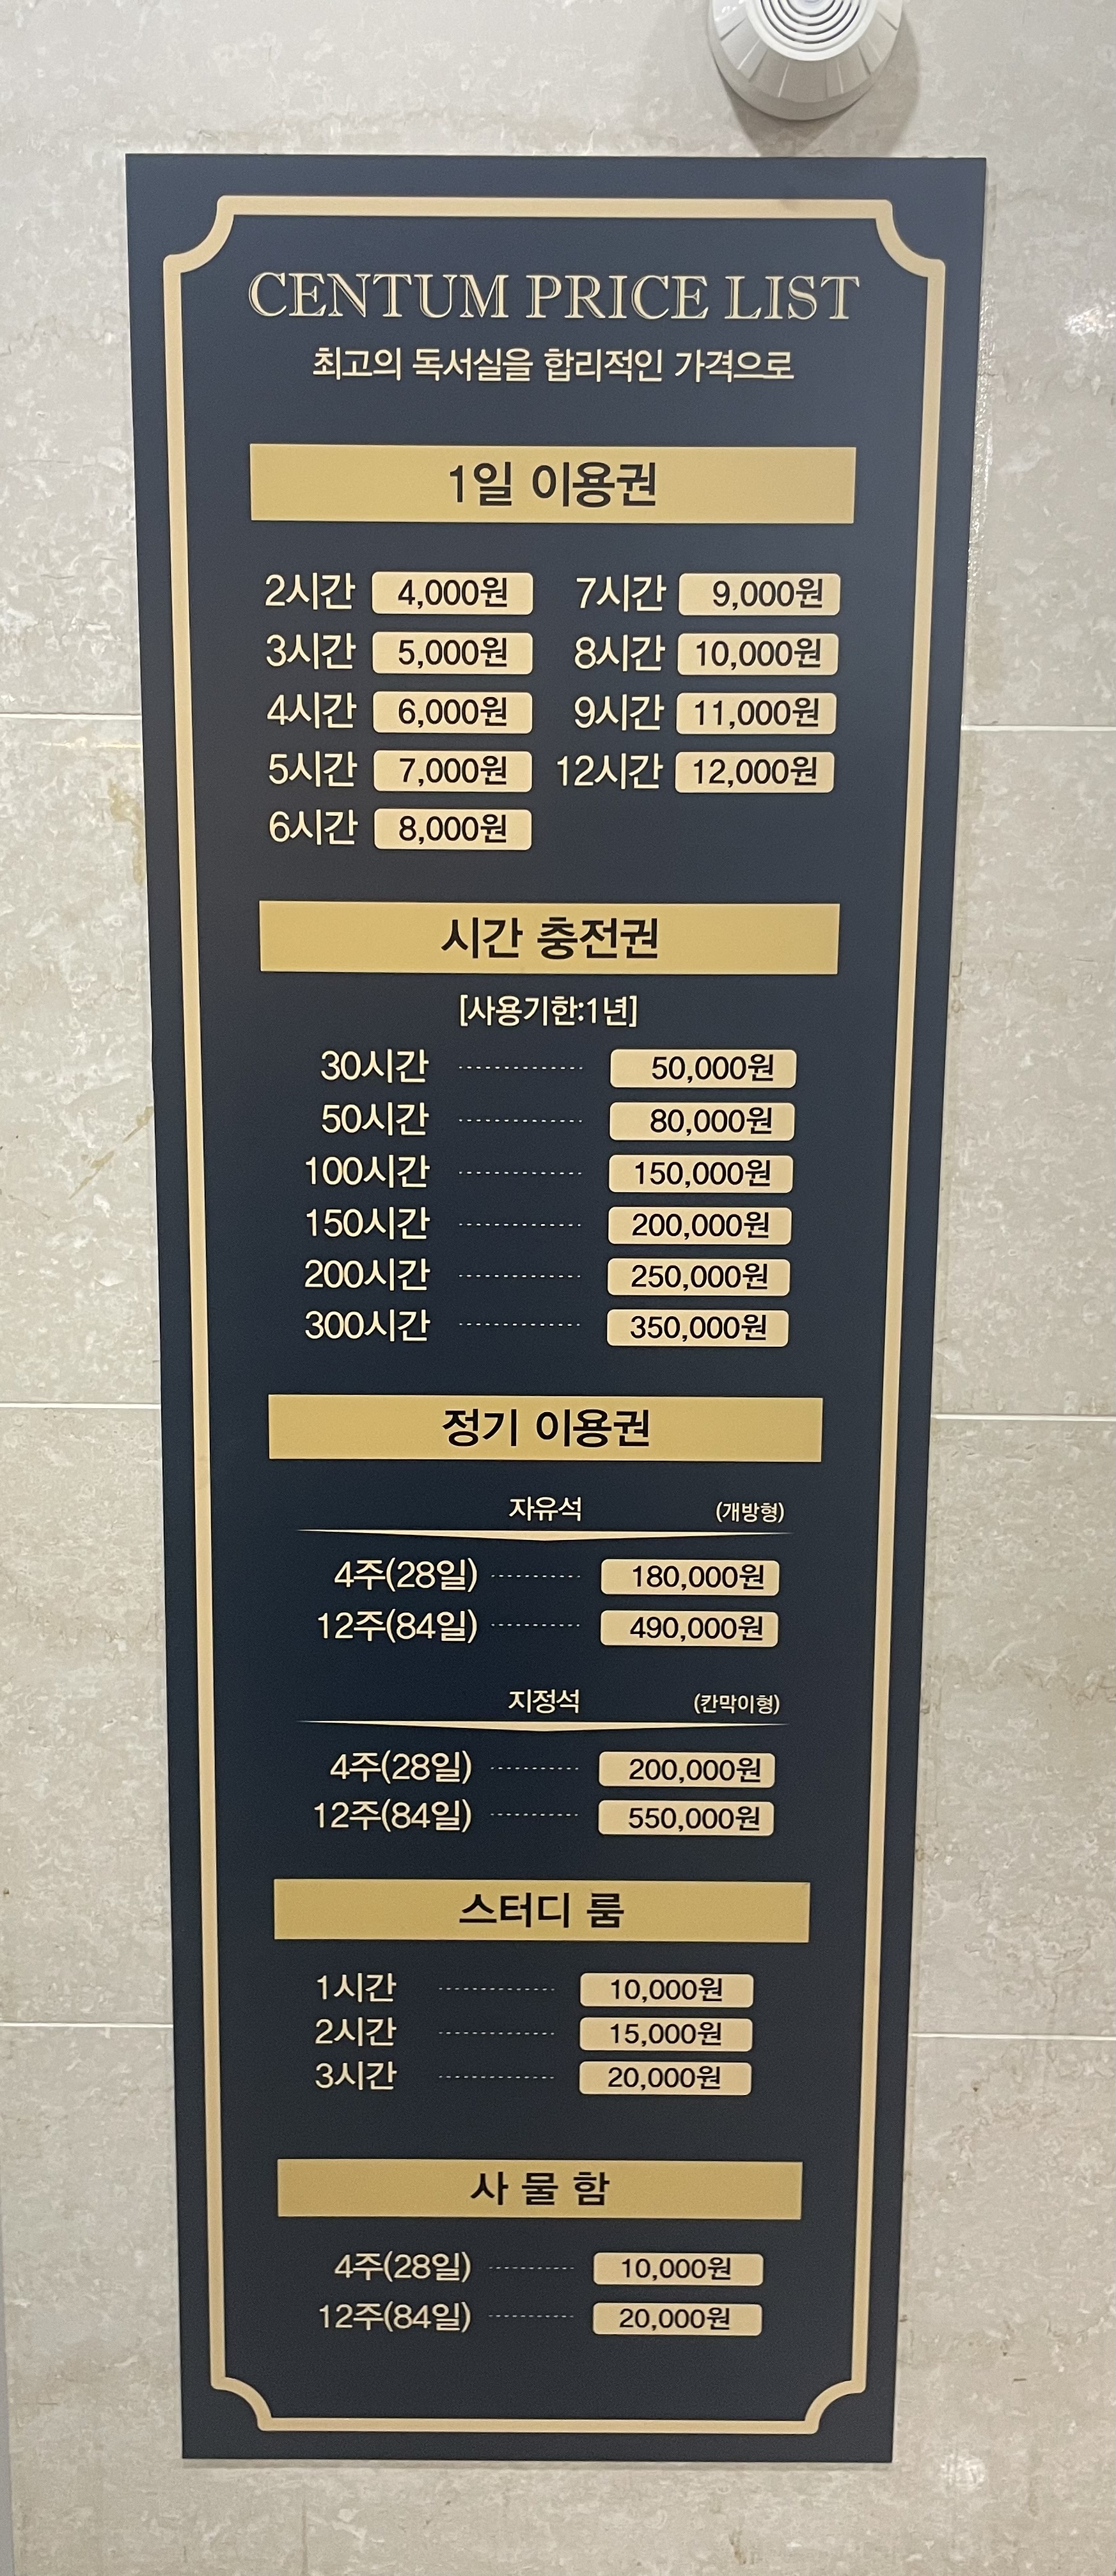 CENTUM PRICE LIST
최고의 독서실을 합리적인 가격으로
1일 이용권
2시간 4,000원 7시간 9,000원
3시간 5,000원 8시간 10,000원
4시간 6,000원 9시간 11,000원
5시간 7,000원 12시간 12,000원
6시간 8,000원
시간 충전권
[사용기한:1년]
30시간 50,000원
50시간 80,000원
100시간 150,000원
150시간 200,000원
200시간 250,000원
300시간 350,000원
정기 이용권
자유석 (개방형)
4주(28일) 180,000원
12주(84일) 490,000원
지정석 (칸막이형)
4주(28일) 200,000원
12주(84일) 550,000원
스터디 룸
1시간 10,000원
2시간 15,000원
3시간 20,000원
사 물 함
4주(28일) 10,000원
12주(84일) 20,000원